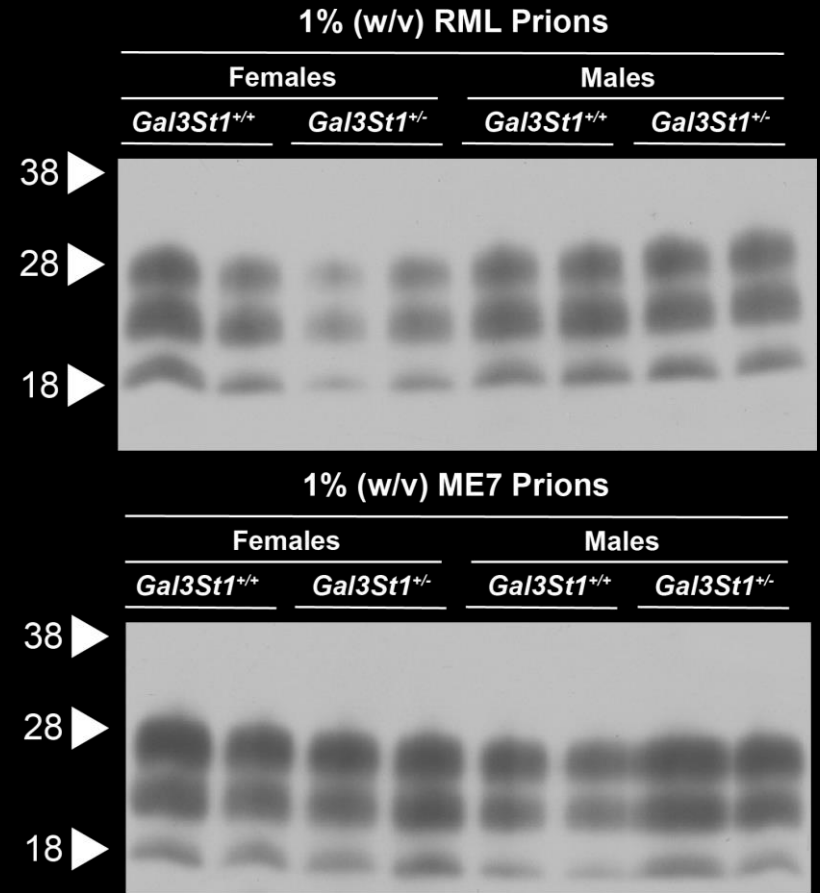 1% (w/v) RML Prions
Females Males
Gal3St1+/+ Gal3St1+/- Gal3St1+/+ Gal3St1+/-
38
28
18
1% (w/v) ME7 Prions
Females Males
Gal3St1+/+ Gal3St1+/- Gal3St1+/+ Gal3St1+/-
38
28
18